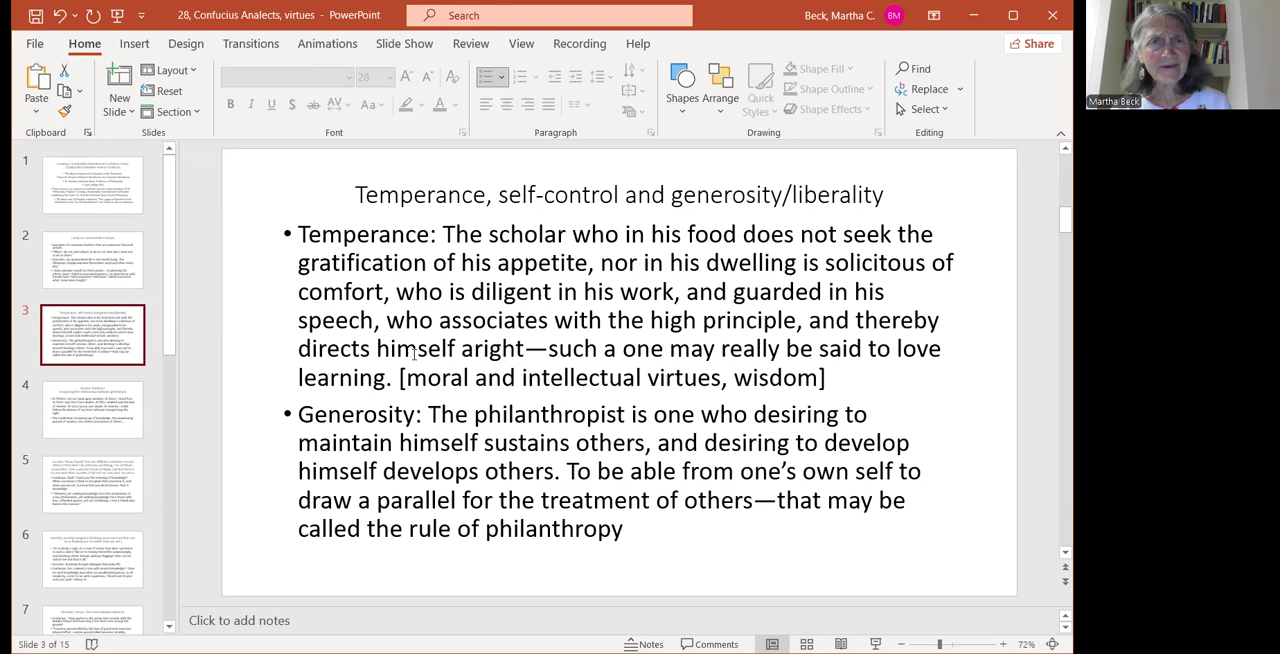 28, Confucius Analects, virtues - PowerPoint
Search
Beck, Martha C.
BM
File Home Insert Design Transitions Animations Slide Show Review View Recording Help
Share
Paste
New
Slide
Layout
Reset
Section
28
Shapes
Arrange
Quick
Styles
Shape Fill
Shape Outline
Shape Effects
Find
Replace
Select
Clipboard
Slides
Font
Paragraph
Drawing
Editing
Martha Beck
1
2
3
4
5
6
7
Temperance, self-control and generosity/liberality
• Temperance: The scholar who in his food does not seek the
gratification of his appetite, nor in his dwelling is solicitous of
comfort, who is diligent in his work, and guarded in his
speech, who associates with the high principle, and thereby
directs himself aright—such a one may really be said to love
learning. [moral and intellectual virtues, wisdom]
• Generosity: The philanthropist is one who desiring to
maintain himself sustains others, and desiring to develop
himself develops others. To be able from one's own self to
draw a parallel for the treatment of others—that may be
called the rule of philanthropy
Click to add notes
Slide 3 of 15
Notes
Comments
72%